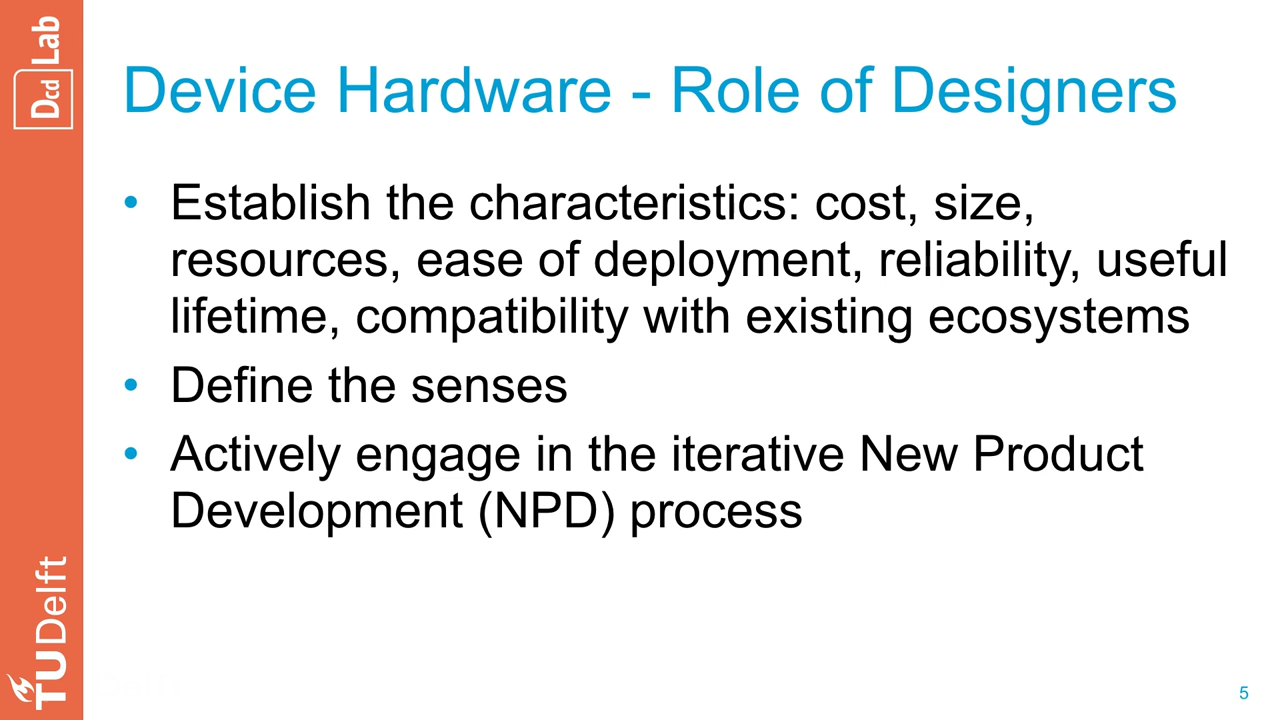 Dcd Lab
Device Hardware - Role of Designers
• Establish the characteristics: cost, size,
resources, ease of deployment, reliability, useful
lifetime, compatibility with existing ecosystems
• Define the senses
• Actively engage in the iterative New Product
Development (NPD) process
TUDelft
5